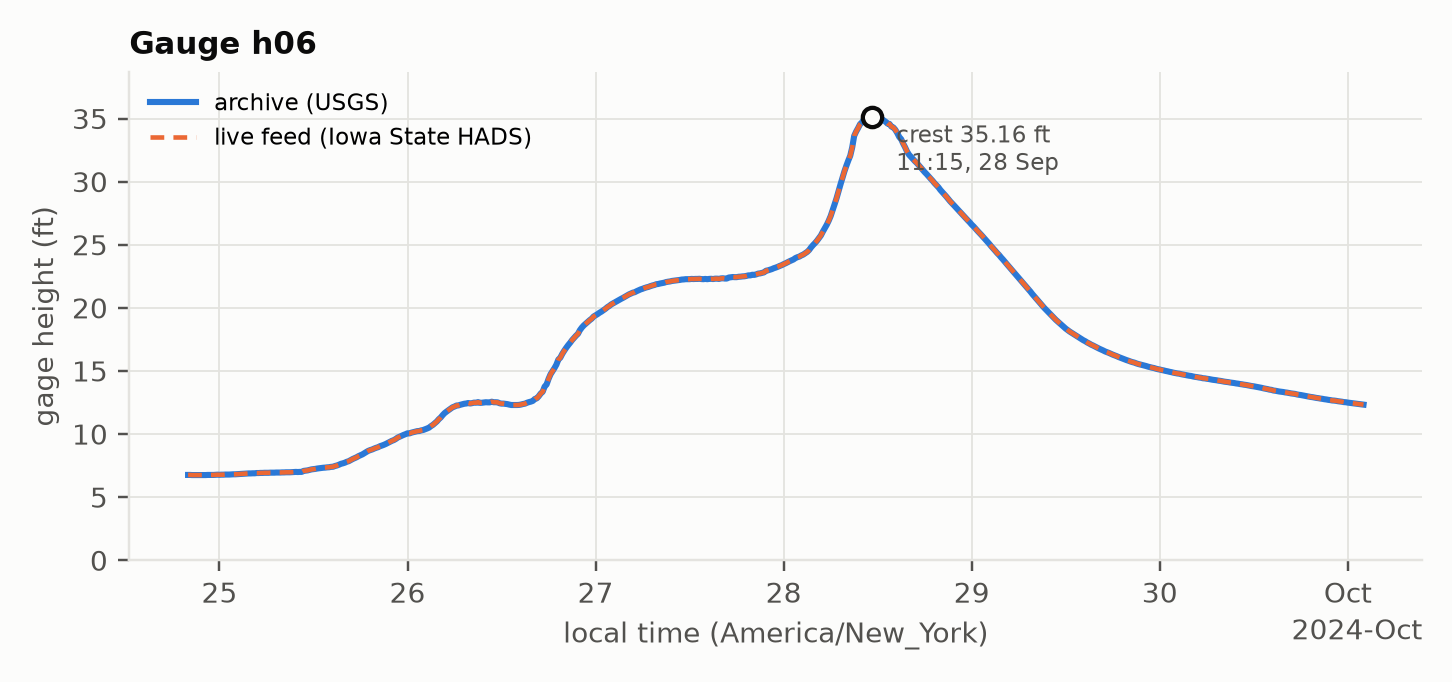 Gauge h06
archive (USGS)
live feed (Iowa State HADS)
crest 35.16 ft
11:15, 28 Sep
gage height (ft)
35
30
25
20
15
10
5
0
25 26 27 28 29 30 Oct
local time (America/New_York)
2024-Oct